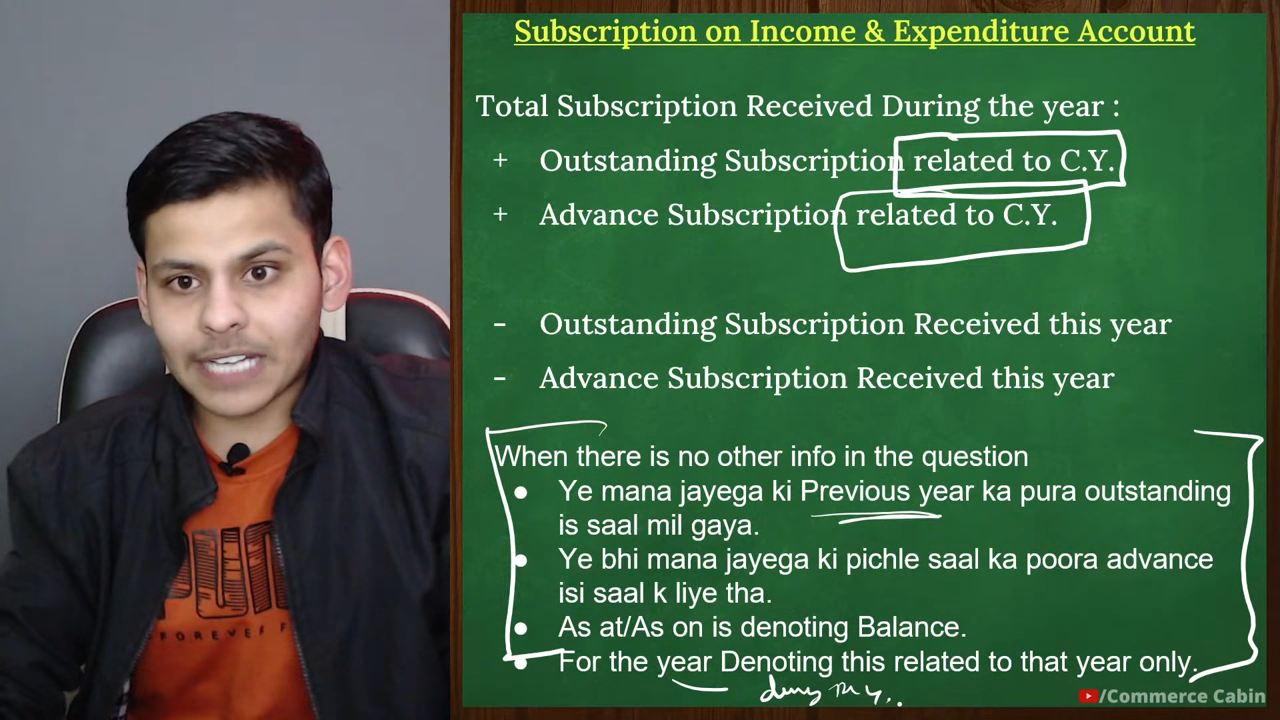 Subscription on Income & Expenditure Account
Total Subscription Received During the year :
+ Outstanding Subscription related to C.Y.
+ Advance Subscription related to C.Y.
- Outstanding Subscription Received this year
- Advance Subscription Received this year
When there is no other info in the question
● Ye mana jayega ki Previous year ka pura outstanding
is saal mil gaya.
● Ye bhi mana jayega ki pichle saal ka poora advance
isi saal k liye tha.
● As at/As on is denoting Balance.
● For the year Denoting this related to that year only.
/Commerce Cabin